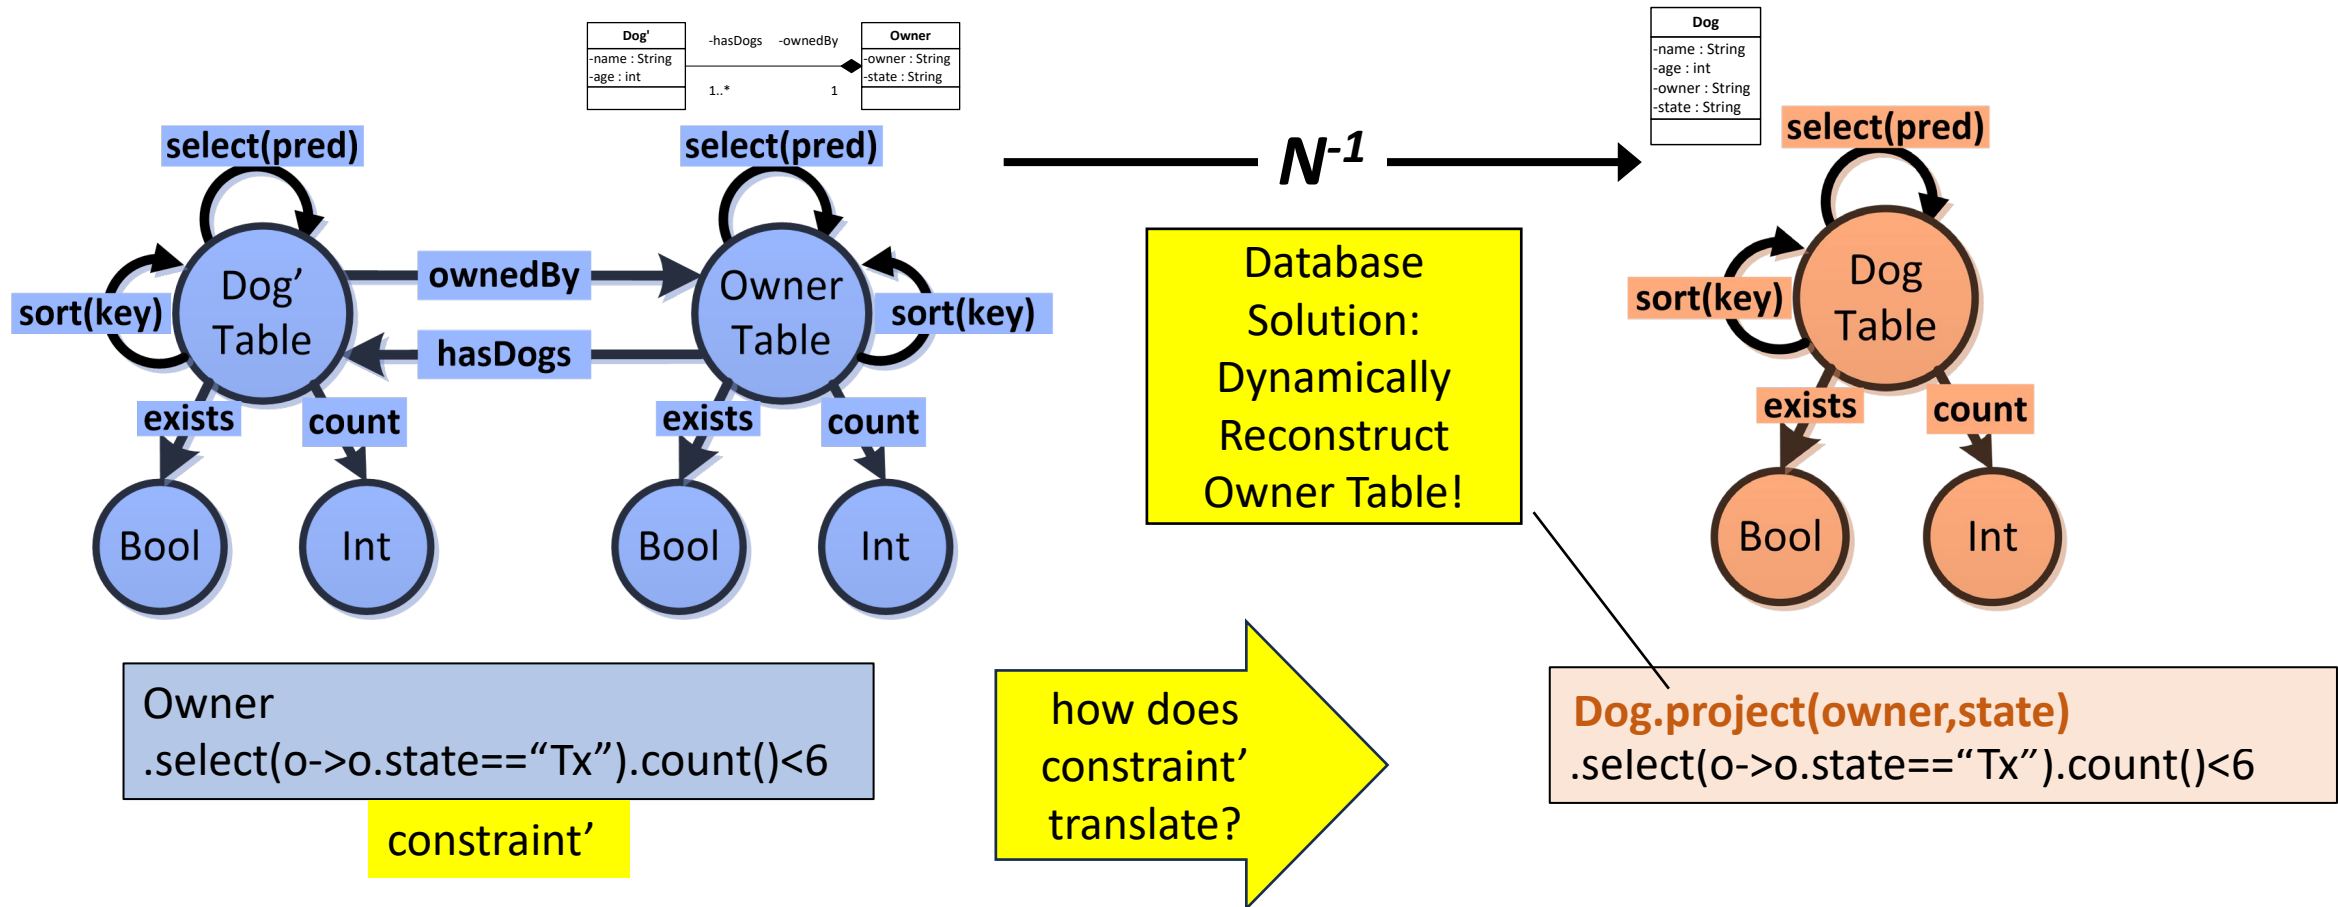 Dog'
-name : String
-age : int
-hasDogs
-ownedBy
1..*
1
Owner
-owner : String
-state : String
Dog
-name : String
-age : int
-owner : String
-state : String
select(pred)
select(pred)
N-1
select(pred)
Dog’
Table
sort(key)
ownedBy
hasDogs
Owner
Table
sort(key)
exists
count
exists
count
Bool
Int
Bool
Int
Database
Solution:
Dynamically
Reconstruct
Owner Table!
Dog
Table
sort(key)
exists
count
Bool
Int
Owner
.select(o->o.state==“Tx”).count()<6
constraint’
how does
constraint’
translate?
Dog.project(owner,state)
.select(o->o.state==“Tx”).count()<6